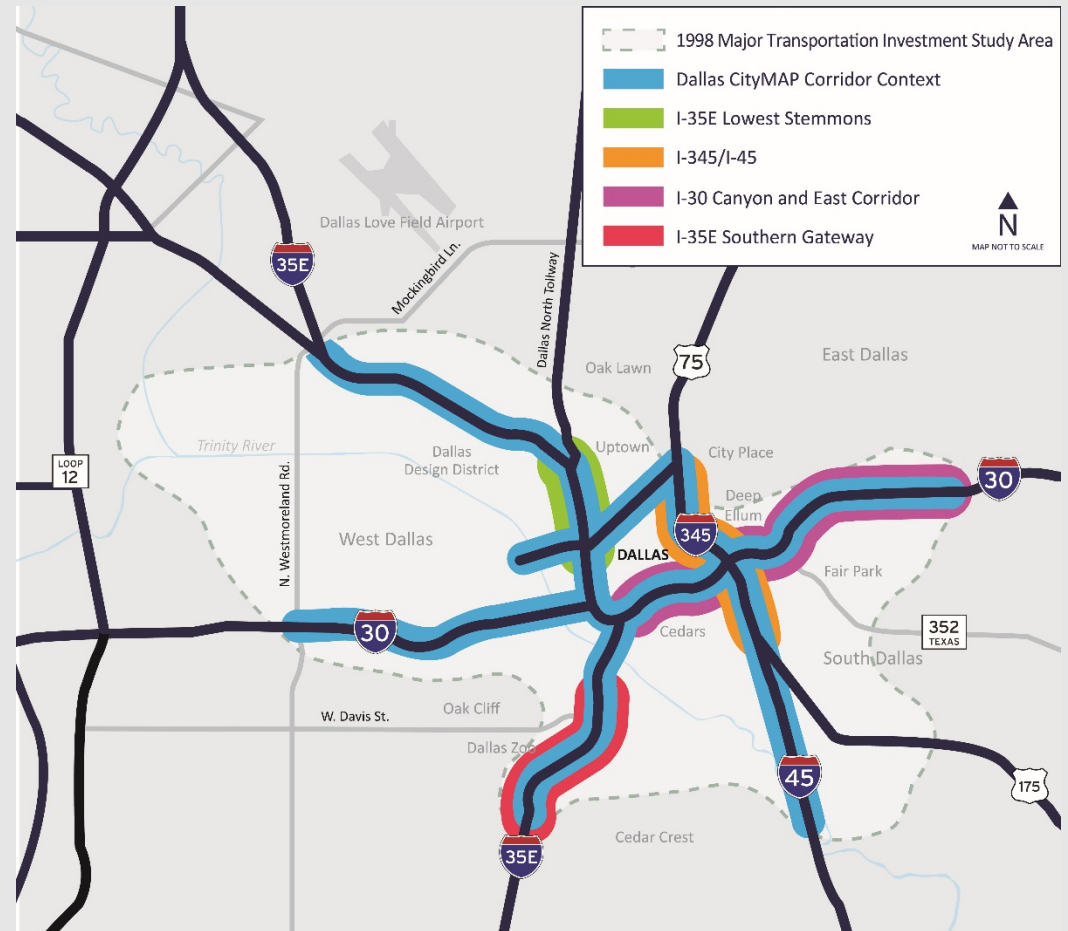 1998 Major Transportation Investment Study Area
Dallas CityMAP Corridor Context
I-35E Lowest Stemmons
I-345/I-45
I-30 Canyon and East Corridor
I-35E Southern Gateway
N
MAP NOT TO SCALE
Dallas Love Field Airport
35E
Mockingbird Ln.
Dallas North Tollway
75
East Dallas
Oak Lawn
Trinity River
Dallas
Design District
Uptown
City Place
LOOP
12
30
Deep
Ellum
345
N. Westmoreland Rd.
West Dallas
DALLAS
Fair Park
30
Cedars
352
TEXAS
South Dallas
Oak Cliff
W. Davis St.
Dallas Zoo
45
175
Cedar Crest
35E